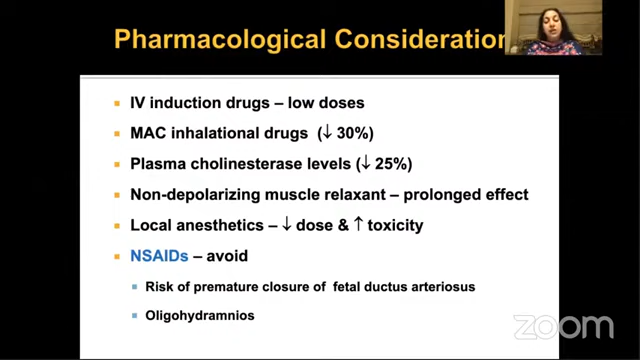 Pharmacological Consideration
IV induction drugs – low doses
MAC inhalational drugs (↓ 30%)
Plasma cholinesterase levels (↓ 25%)
Non-depolarizing muscle relaxant – prolonged effect
Local anesthetics – ↓ dose & ↑ toxicity
NSAIDs – avoid
Risk of premature closure of fetal ductus arteriosus
Oligohydramnios
zoom